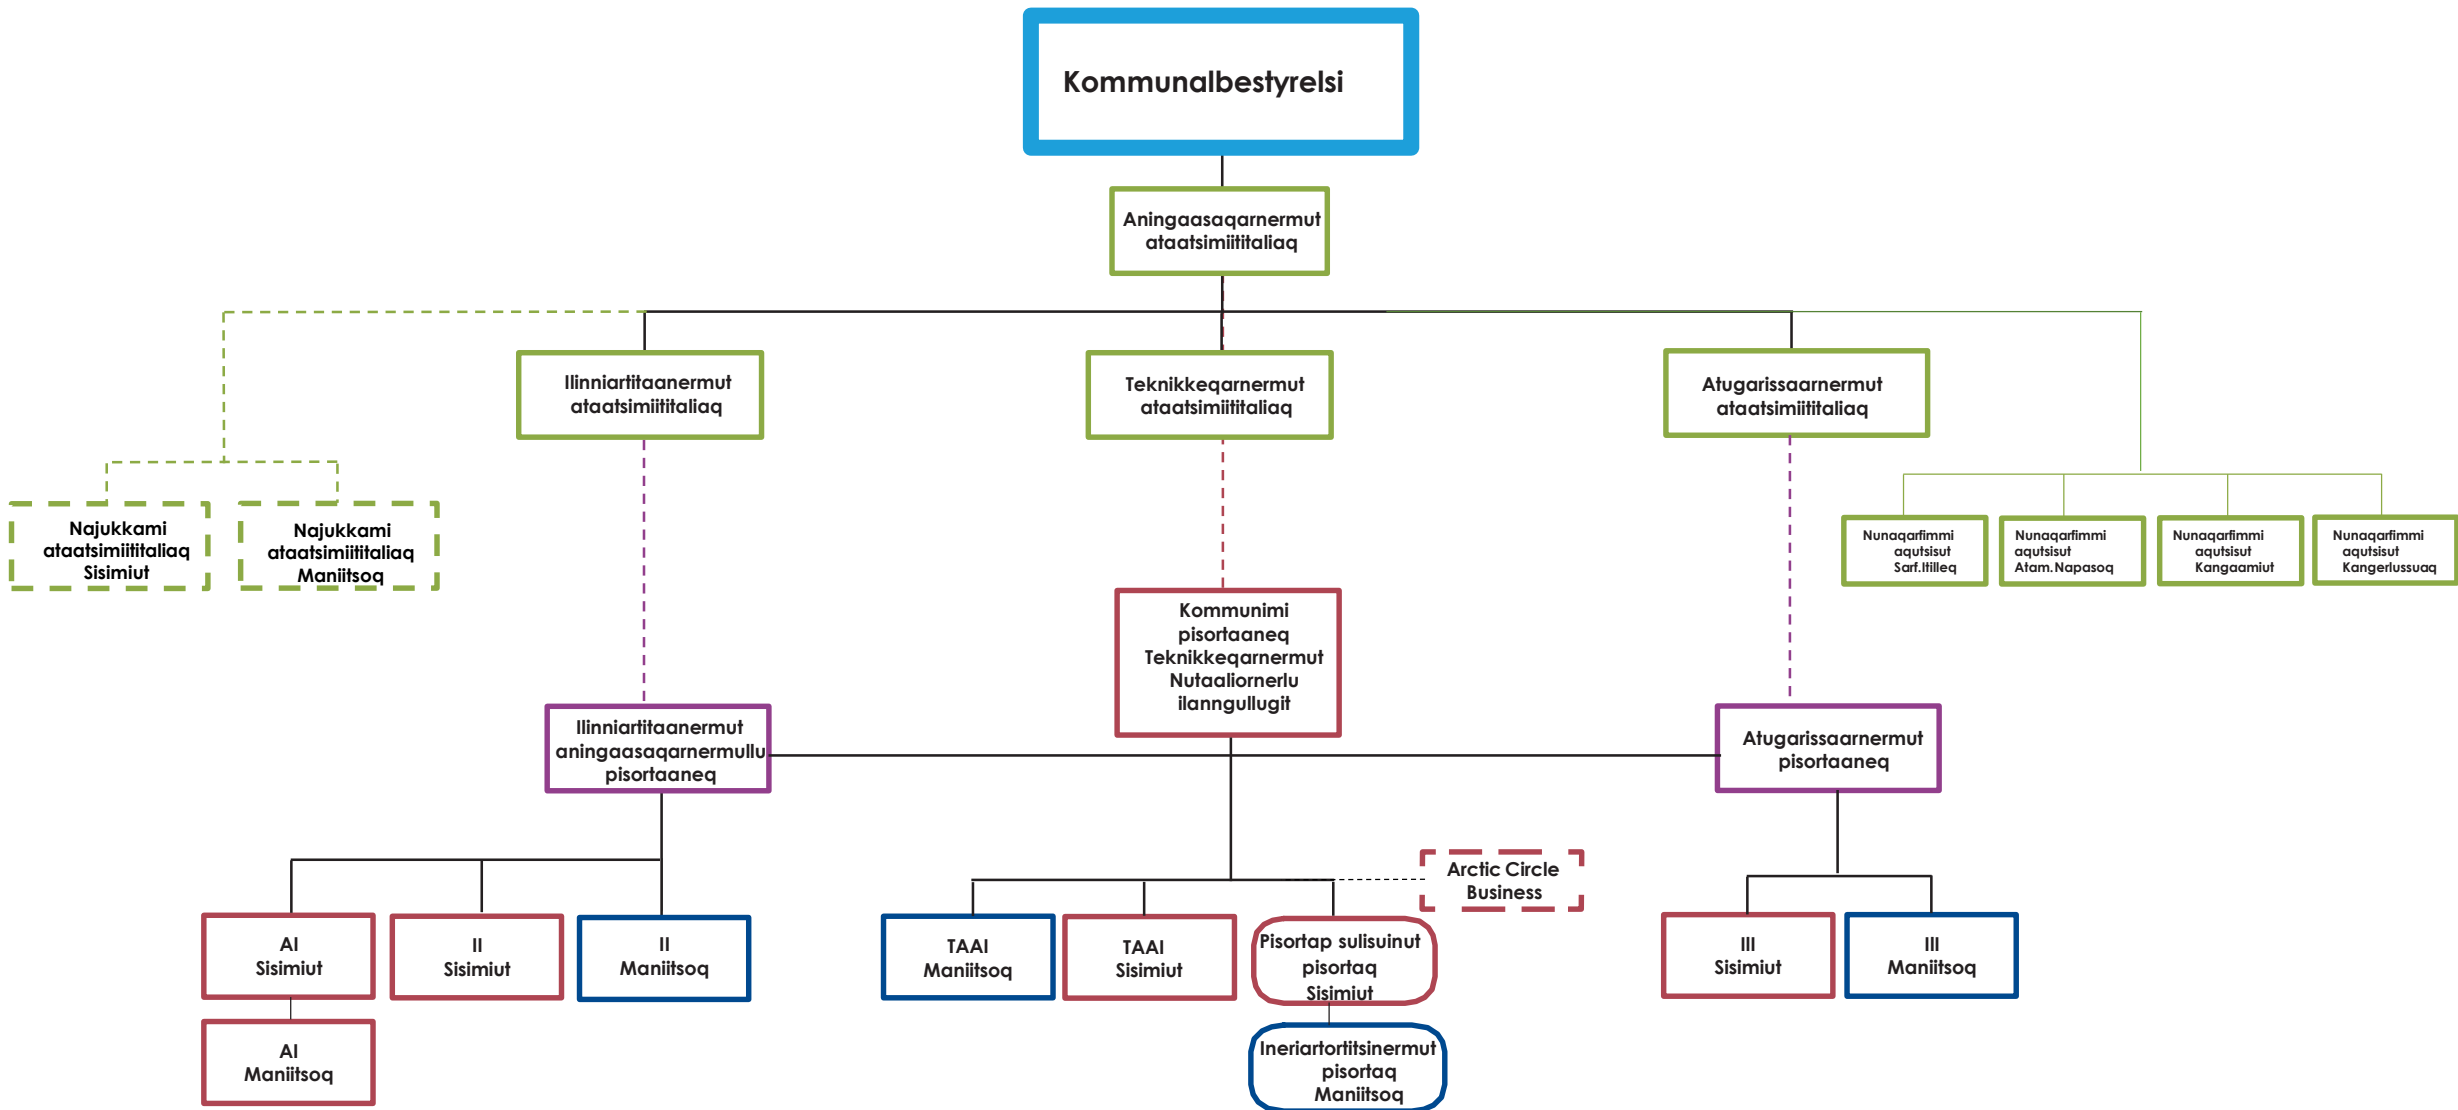 Kommunalbestyrelsi
Aningaasaqarnermut
ataatsimiititaliaq
Ilinniartitaanermut
ataatsimiititaliaq
Teknikkeqarnermut
ataatsimiititaliaq
Atugarissaarnermut
ataatsimiititaliaq
Najukkami
ataatsimiititaliaq
Sisimiut
Najukkami
ataatsimiititaliaq
Maniitsoq
Nunaqarfimmi
aqutsisut
Sarf.Itilleq
Nunaqarfimmi
aqutsisut
Atam.Napasoq
Nunaqarfimmi
aqutsisut
Kangaamiut
Nunaqarfimmi
aqutsisut
Kangerlussuaq
Kommunimi
pisortaaneq
Teknikkeqarnermut
Nutaaliornerlu
ilanngullugit
Ilinniartitaanermut
aningaasaqarnermullu
pisortaaneq
Atugarissaarnermut
pisortaaneq
Arctic Circle
Business
AI
Sisimiut
II
Sisimiut
II
Maniitsoq
TAAI
Maniitsoq
TAAI
Sisimiut
Pisortap sulisuinut
pisortaq
Sisimiut
III
Sisimiut
III
Maniitsoq
AI
Maniitsoq
Ineriartortitsinermut
pisortaq
Maniitsoq